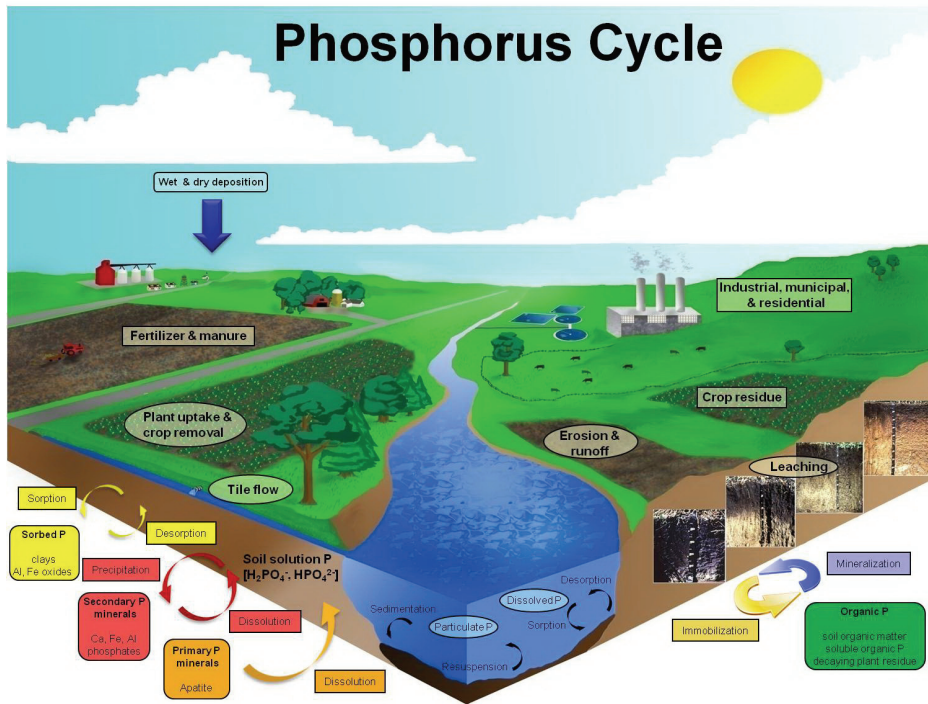 Phosphorus Cycle
Wet & dry deposition
Industrial, municipal,
& residential
Fertilizer & manure
Crop residue
Plant uptake &
crop removal
Erosion &
runoff
Leaching
Tile flow
Sorption
Desorption
Sorbed P
clays
Al, Fe oxides
Precipitation
Soil solution P
[H₂PO₄⁻, HPO₄²⁻]
Secondary P
minerals
Ca, Fe, Al
phosphates
Dissolution
Primary P
minerals
Apatite
Dissolution
Sedimentation
Particulate P
Resuspension
Dissolved P
Desorption
Sorption
Mineralization
Immobilization
Organic P
soil organic matter
soluble organic P
decaying plant residue